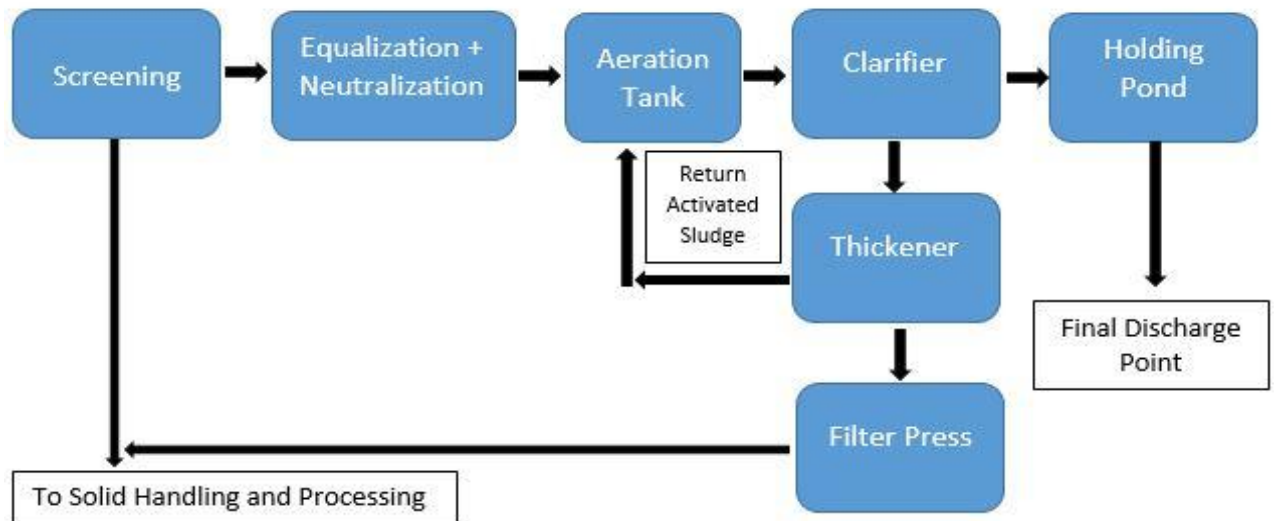 Screening
Equalization +
Neutralization
Aeration
Tank
Clarifier
Holding
Pond
Return
Activated
Sludge
Thickener
Final Discharge
Point
Filter Press
To Solid Handling and Processing